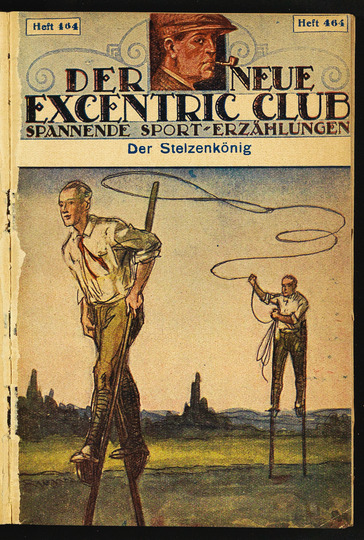 Heft 464
Heft 464
DER NEUE
EXCENTRIC CLUB
SPANNENDE SPORT-ERZÄHLUNGEN
Der Stelzenkönig